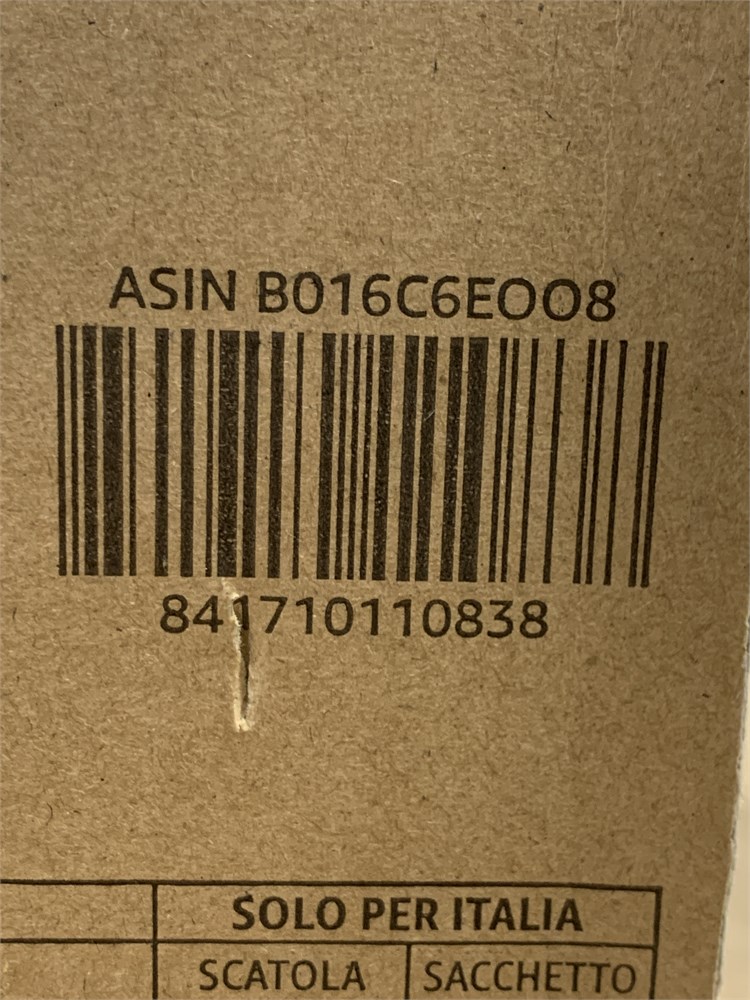 ASIN B016C6EOO8
841710110838
SOLO PER ITALIA
SCATOLA SACCHETTO